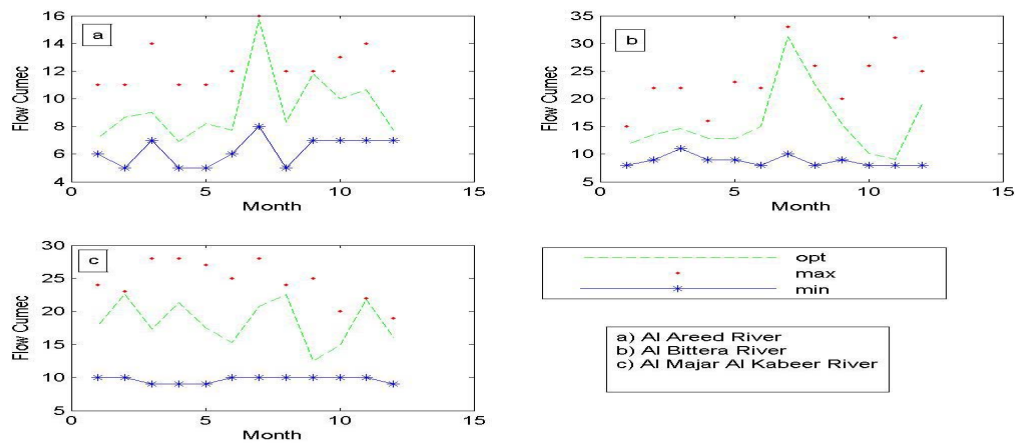 16
14
12
10
8
6
4
Flow Cumec
a
0
5
10
15
Month
35
30
25
20
15
10
5
Flow Cumec
b
0
5
10
15
Month
30
25
20
15
10
5
Flow Cumec
c
0
5
10
15
Month
opt
max
min
a) Al Areed River
b) Al Bittera River
c) Al Majar Al Kabeer River